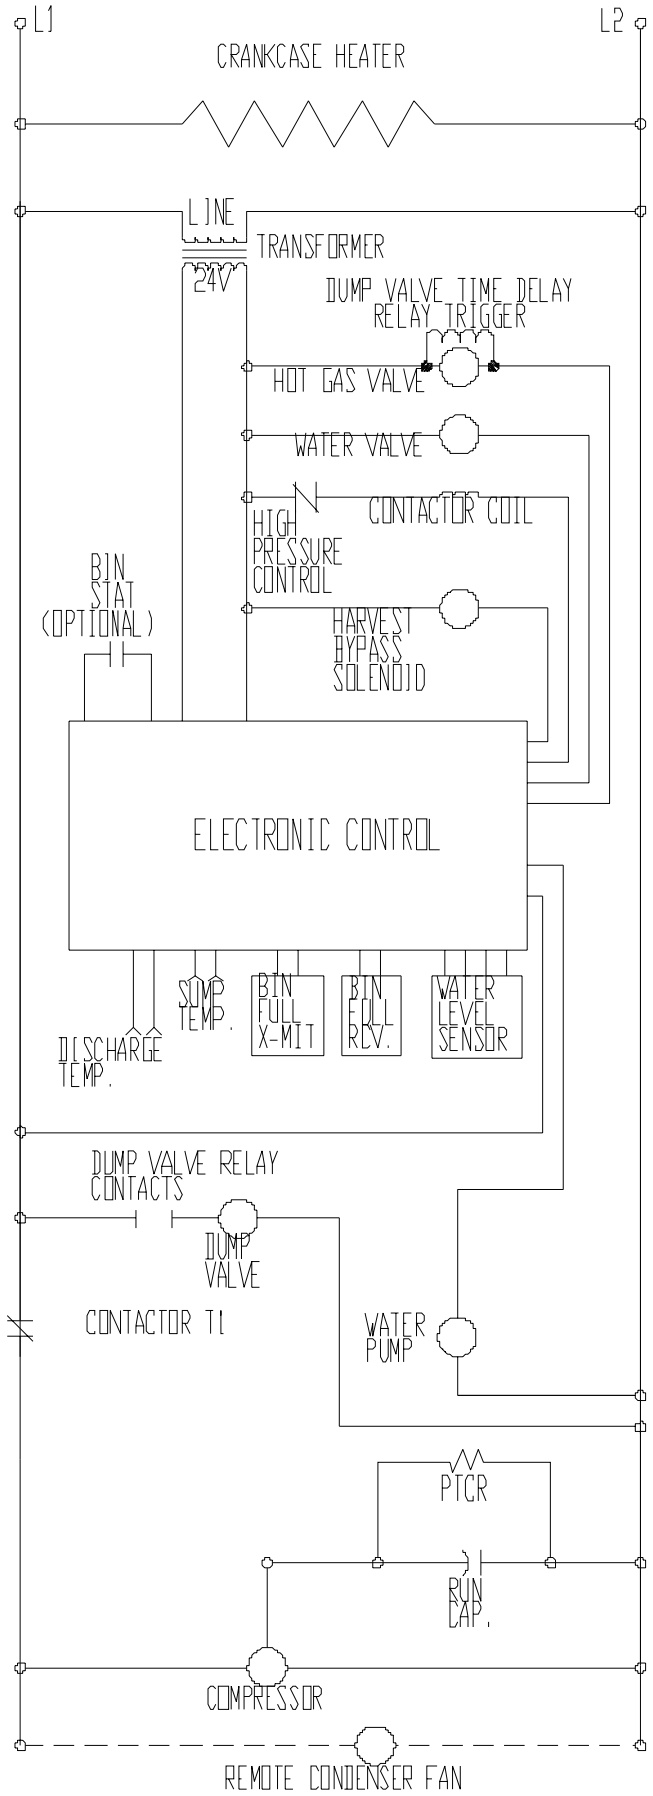 L1
L2
CRANKCASE HEATER
LINE
TRANSFORMER
24V
DUMP VALVE TIME DELAY
RELAY TRIGGER
HOT GAS VALVE
WATER VALVE
CONTACTOR COIL
HIGH
PRESSURE
CONTROL
BIN
STAT
(OPTIONAL)
HARVEST
BYPASS
SOLENOID
ELECTRONIC CONTROL
DISCHARGE
TEMP.
SUMP
TEMP.
BIN
FULL
X-MIT
BIN
FULL
RCV.
WATER
LEVEL
SENSOR
DUMP VALVE RELAY
CONTACTS
DUMP
VALVE
CONTACTOR T1
WATER
PUMP
PTCR
RUN
CAP.
COMPRESSOR
REMOTE CONDENSER FAN